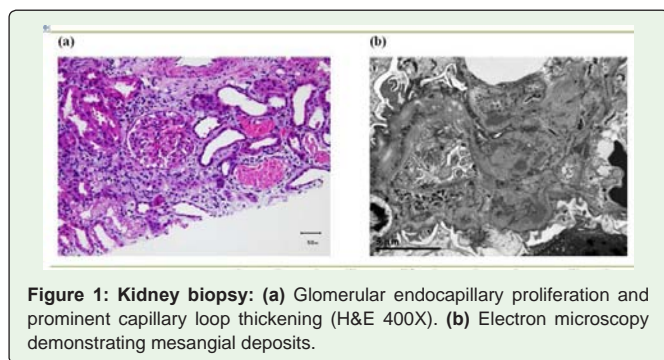 (a)
(b)
Figure 1: Kidney biopsy: (a) Glomerular endocapillary proliferation and
prominent capillary loop thickening (H&E 400X). (b) Electron microscopy
demonstrating mesangial deposits.